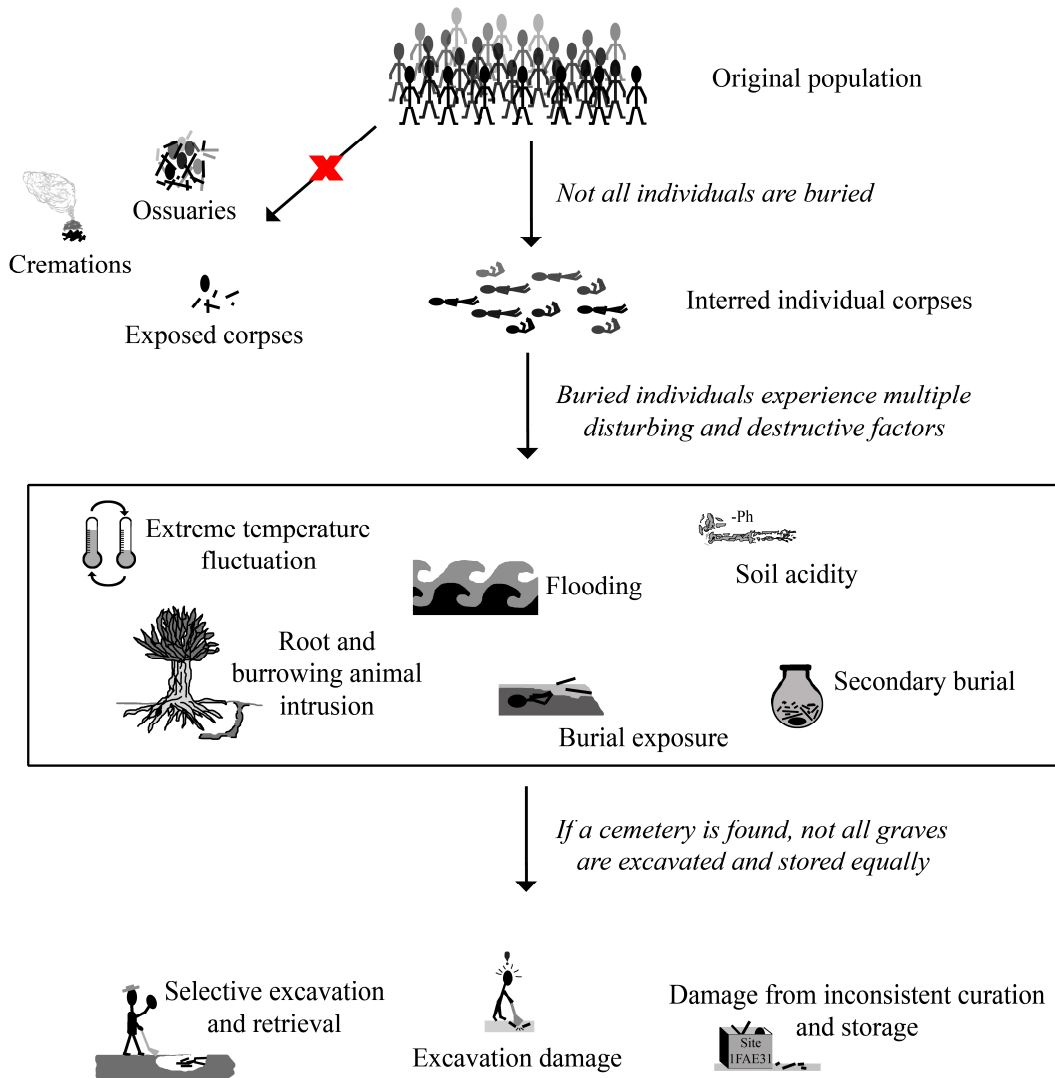 Original population
Not all individuals are buried
Ossuaries
Cremations
Exposed corpses
Interred individual corpses
Buried individuals experience multiple
disturbing and destructive factors
Extreme temperature
fluctuation
Flooding
-Ph
Soil acidity
Root and
burrowing animal
intrusion
Burial exposure
Secondary burial
If a cemetery is found, not all graves
are excavated and stored equally
Selective excavation
and retrieval
Excavation damage
Damage from inconsistent curation
and storage
Site
1FAE31